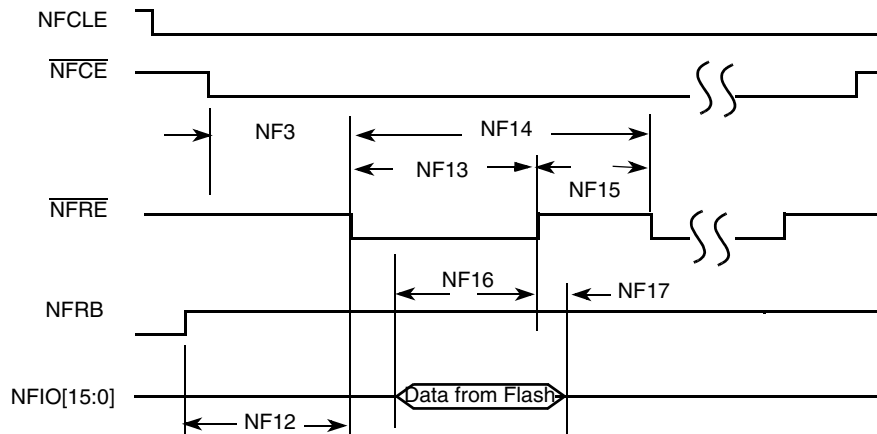 NFCLE
NFCE
NF3
NF14
NF13
NF15
NFRE
NF16
NF17
NFRB
NFIO[15:0]
Data from Flash
NF12